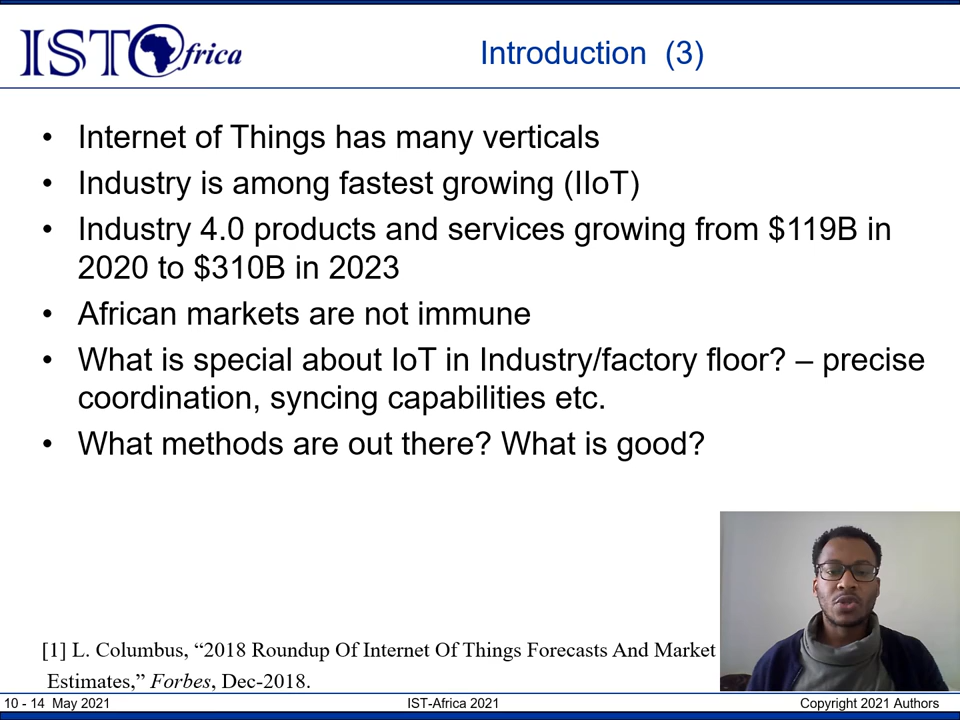 IST Africa
Introduction (3)
• Internet of Things has many verticals
• Industry is among fastest growing (IIoT)
• Industry 4.0 products and services growing from $119B in
2020 to $310B in 2023
• African markets are not immune
• What is special about IoT in Industry/factory floor? – precise
coordination, syncing capabilities etc.
• What methods are out there? What is good?
[1] L. Columbus, “2018 Roundup Of Internet Of Things Forecasts And Market
Estimates,” Forbes, Dec-2018.
10 - 14 May 2021
IST-Africa 2021
Copyright 2021 Authors